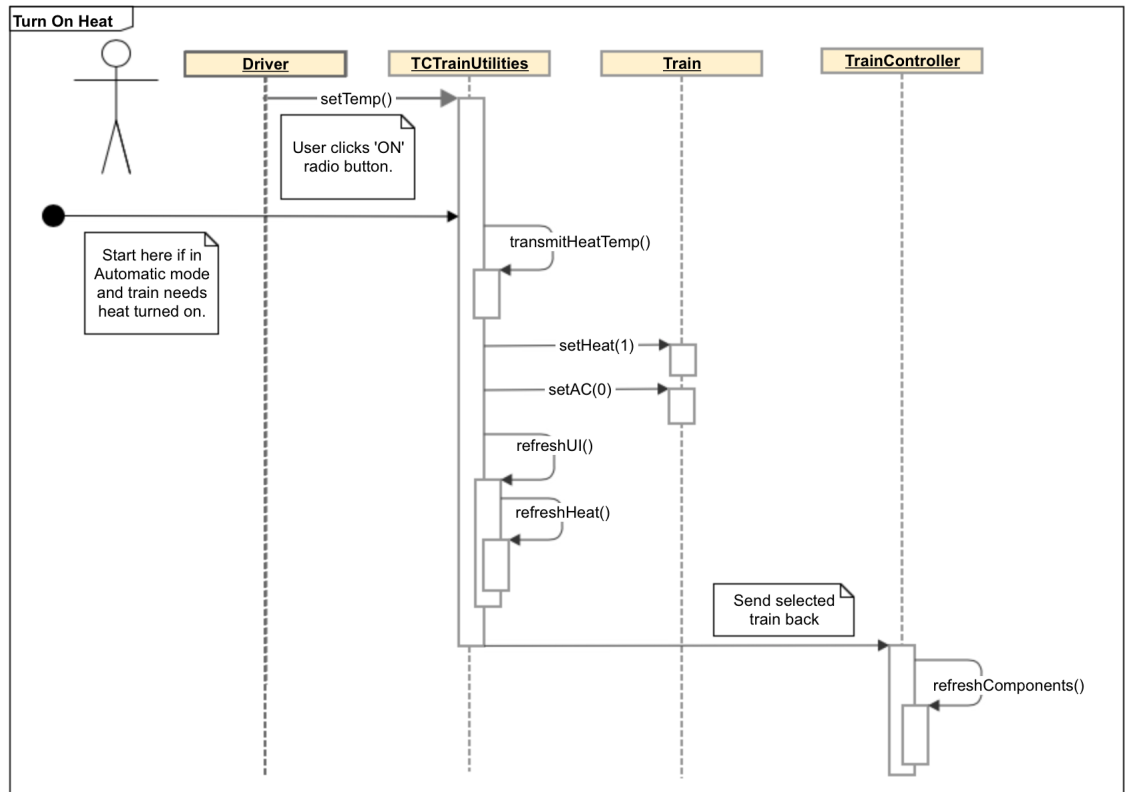 Turn On Heat
Driver
TCTrainUtilities
Train
TrainController
setTemp()
User clicks 'ON'
radio button.
Start here if in
Automatic mode
and train needs
heat turned on.
transmitHeatTemp()
setHeat(1)
setAC(0)
refreshUI()
refreshHeat()
Send selected
train back
refreshComponents()